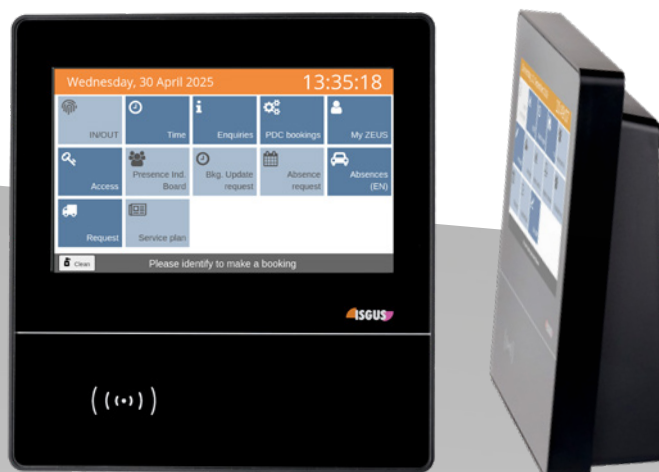 Wednesday, 30 April 2025 13:35:18
IN/OUT Time Enquiries PDC bookings My ZEUS
Access Presence Ind. Board Bkg. Update request Absence request Absences (EN)
Request Service plan
Clean Please identify to make a booking
ISGUS